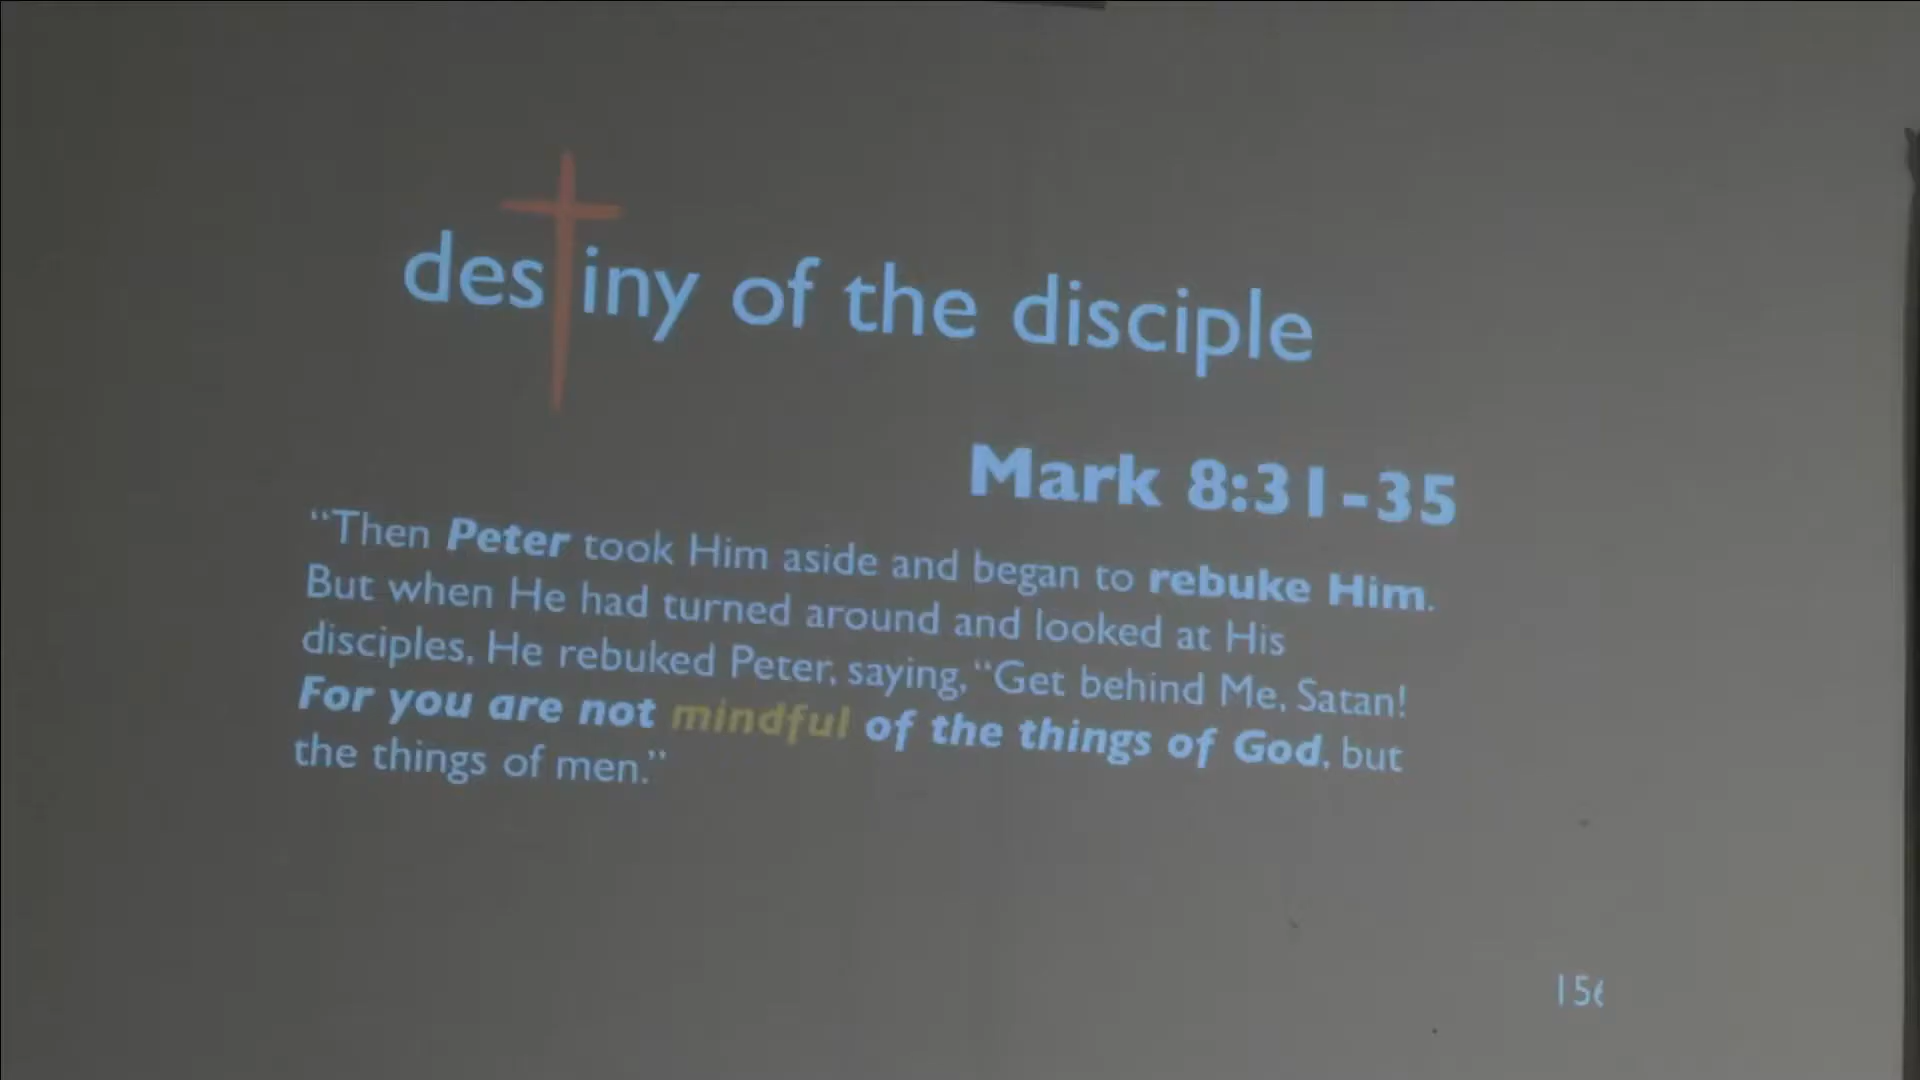 destiny of the disciple
Mark 8:31-35
“Then Peter took Him aside and began to rebuke Him.
But when He had turned around and looked at His
disciples, He rebuked Peter, saying, “Get behind Me, Satan!
For you are not mindful of the things of God, but
the things of men.”
156